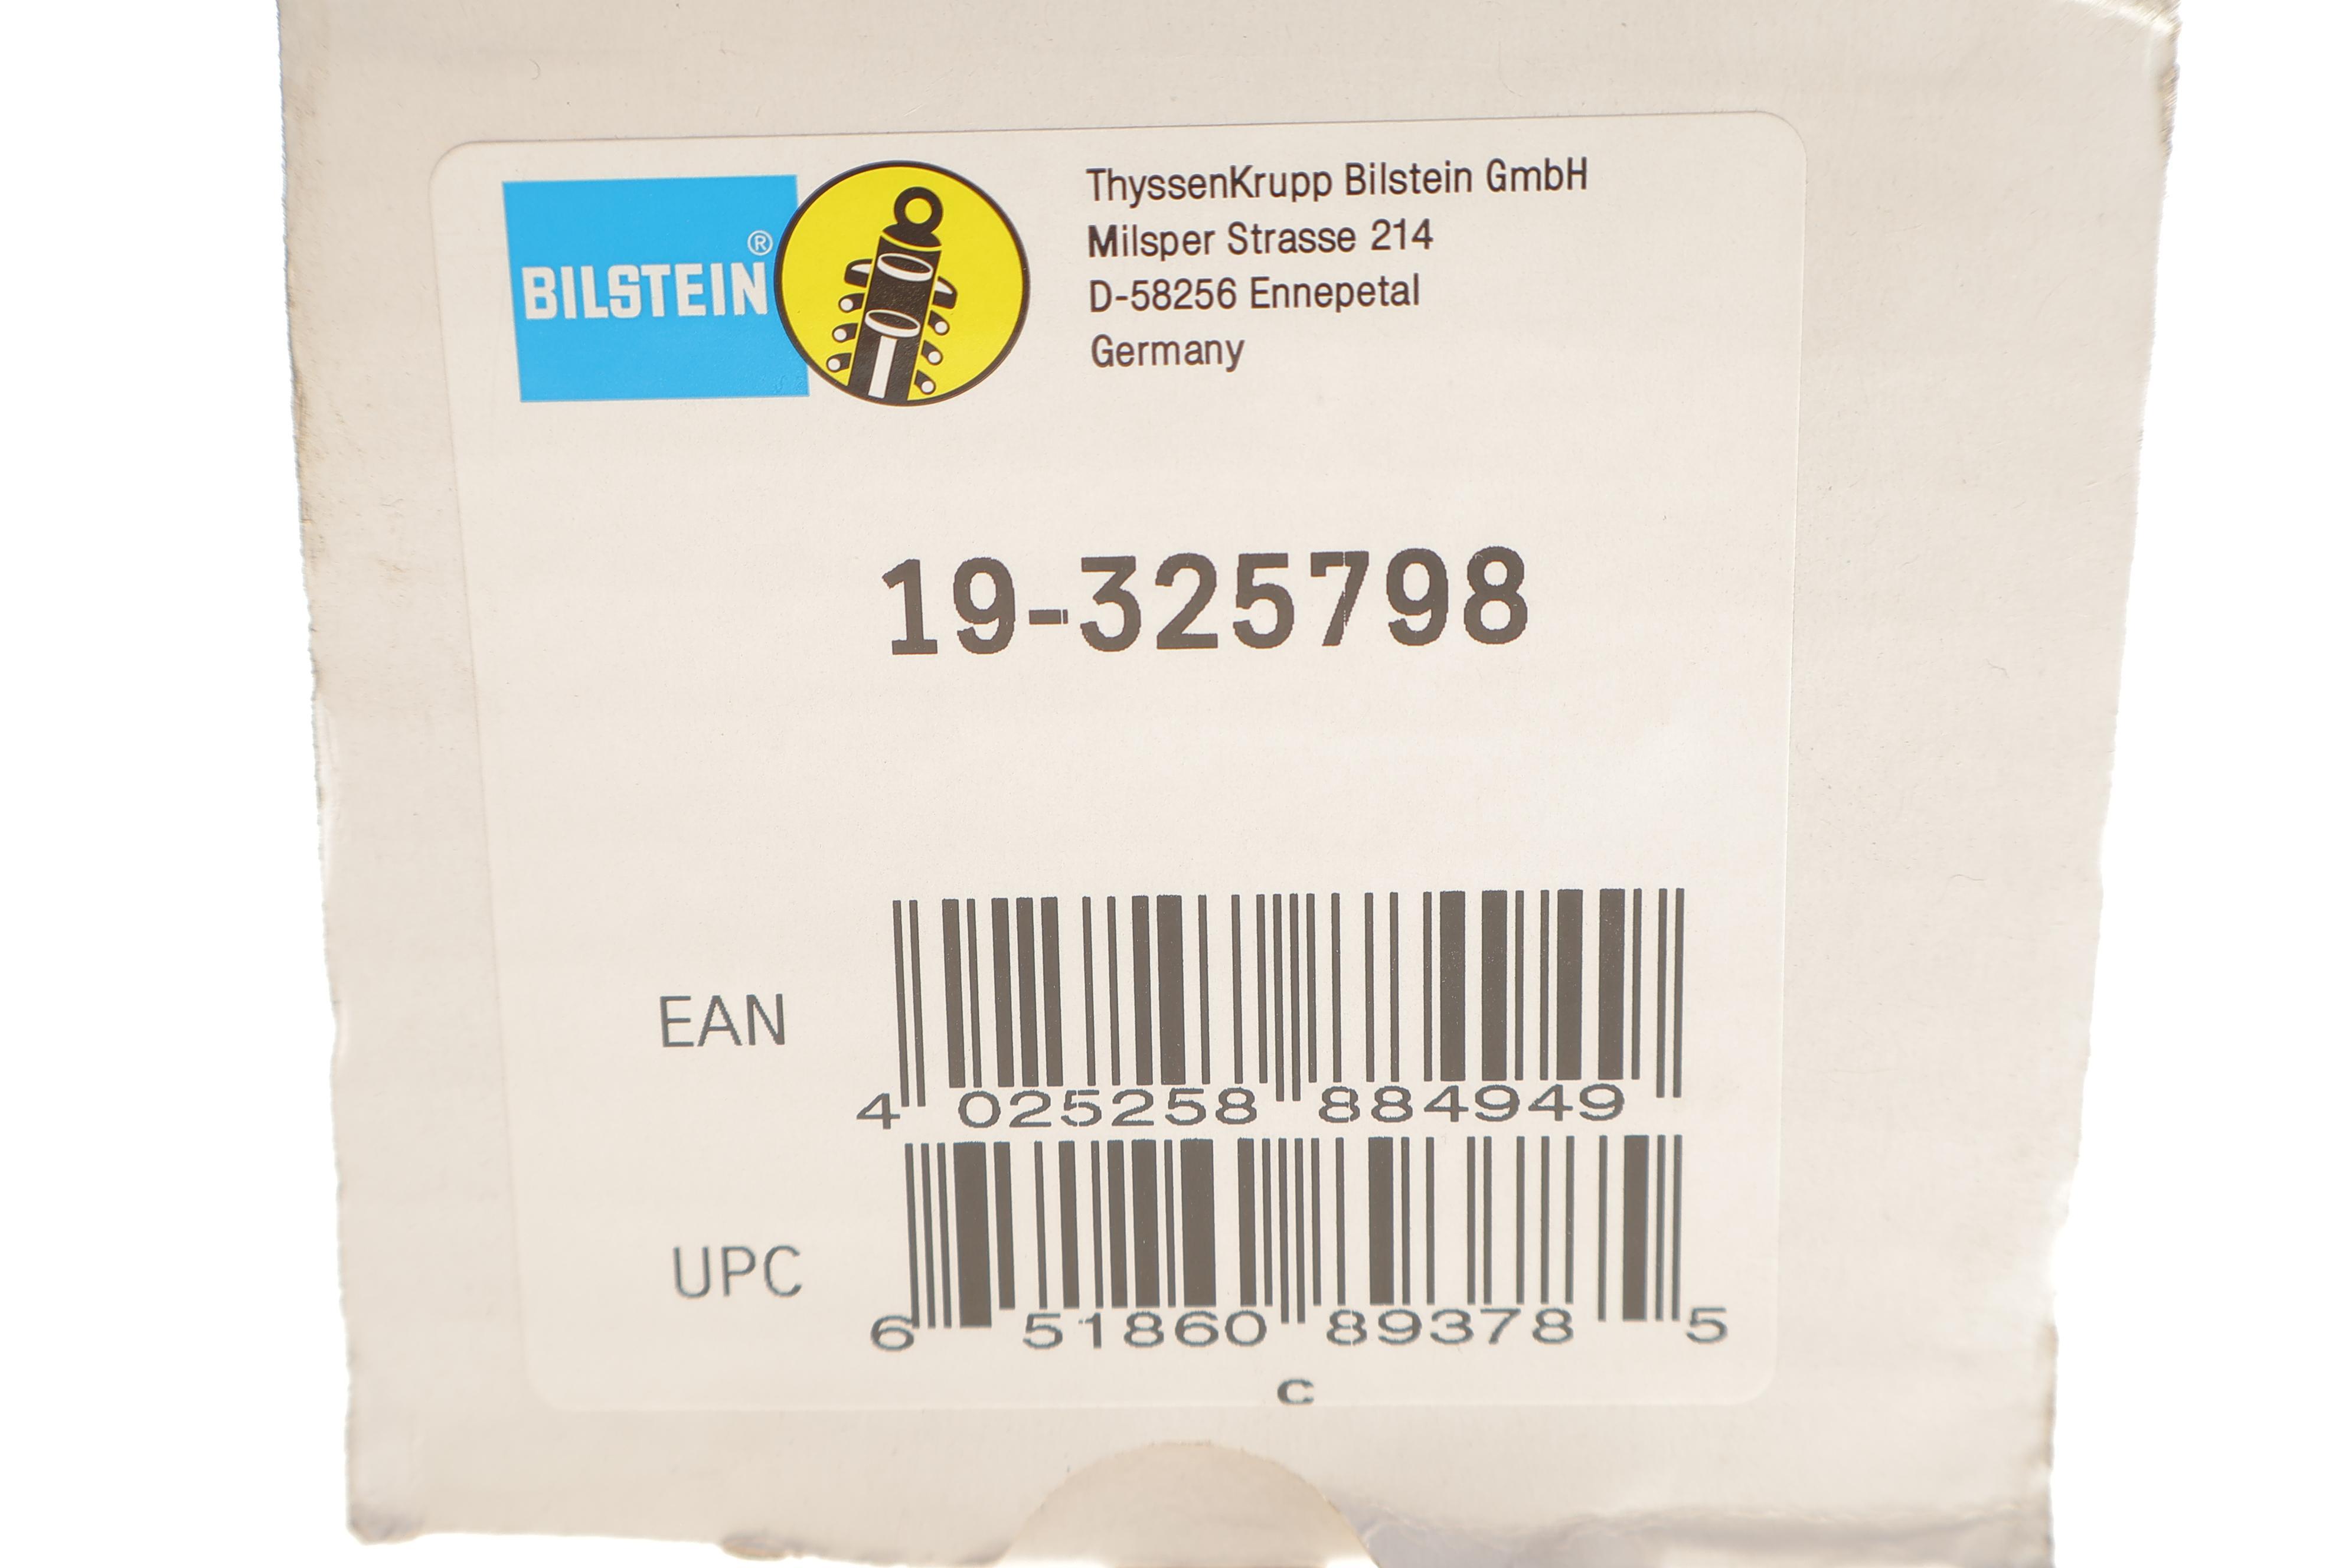 BILSTEIN®
ThyssenKrupp Bilstein GmbH
Milsper Strasse 214
D-58256 Ennepetal
Germany
19-325798
EAN
4 025258 884949
UPC
6 51860 89378 5
C